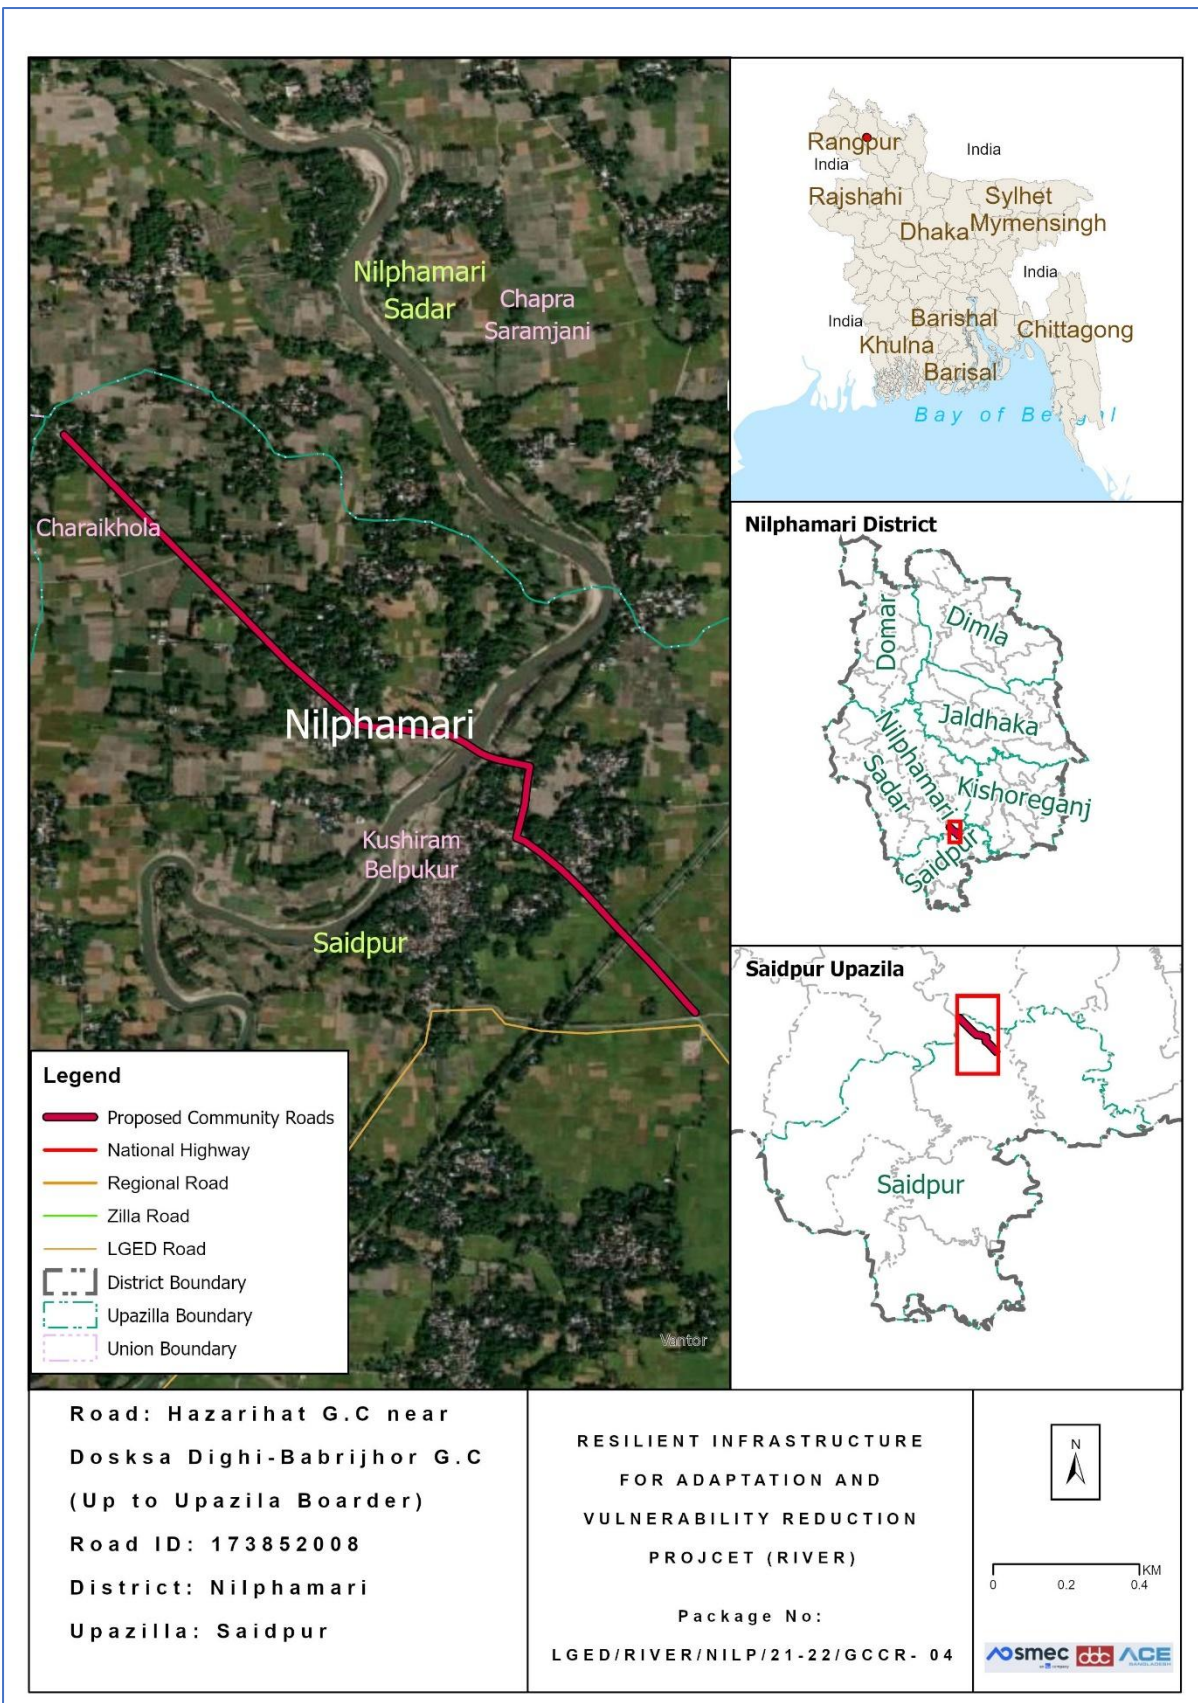 Nilphamari
Sadar
Chapra
Saramjani
Charaikhola
Nilphamari
Kushiram
Belpukur
Saidpur
Vantor
Legend
Proposed Community Roads
National Highway
Regional Road
Zilla Road
LGED Road
District Boundary
Upazilla Boundary
Union Boundary
Rangpur
India
India
Rajshahi
Sylhet
Mymensingh
Dhaka
India
India
Barishal
Chittagong
Khulna
Barisal
Bay of Bengal
Nilphamari District
Domar
Dimla
Jaldhaka
Nilphamari
Sadar
Kishoreganj
Saidpur
Saidpur Upazila
Saidpur
Road: Hazarihat G.C near
Dosksa Dighi-Babrijhor G.C
(Up to Upazila Boarder)
Road ID: 173852008
District: Nilphamari
Upazilla: Saidpur
RESILIENT INFRASTRUCTURE
FOR ADAPTATION AND
VULNERABILITY REDUCTION
PROJCET (RIVER)
Package No:
LGED/RIVER/NILP/21-22/GCCR- 04
N
KM
0 0.2 0.4
smec
ddc
ACE
BANGLADESH